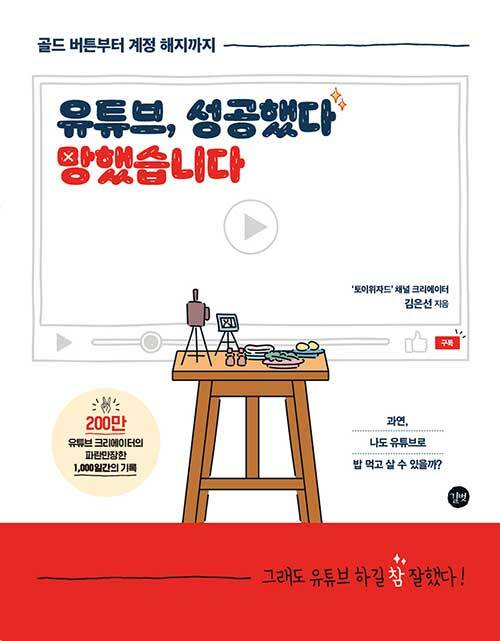 골드 버튼부터 계정 해지까지
유튜브, 성공했다
망했습니다
'토이위자드' 채널 크리에이터
김은선 지음
구독
200만
유튜브 크리에이터의
파란만장한
1,000일간의 기록
과연,
나도 유튜브로
밥 먹고 살 수 있을까?
길벗
그래도 유튜브 하길 참 잘했다!